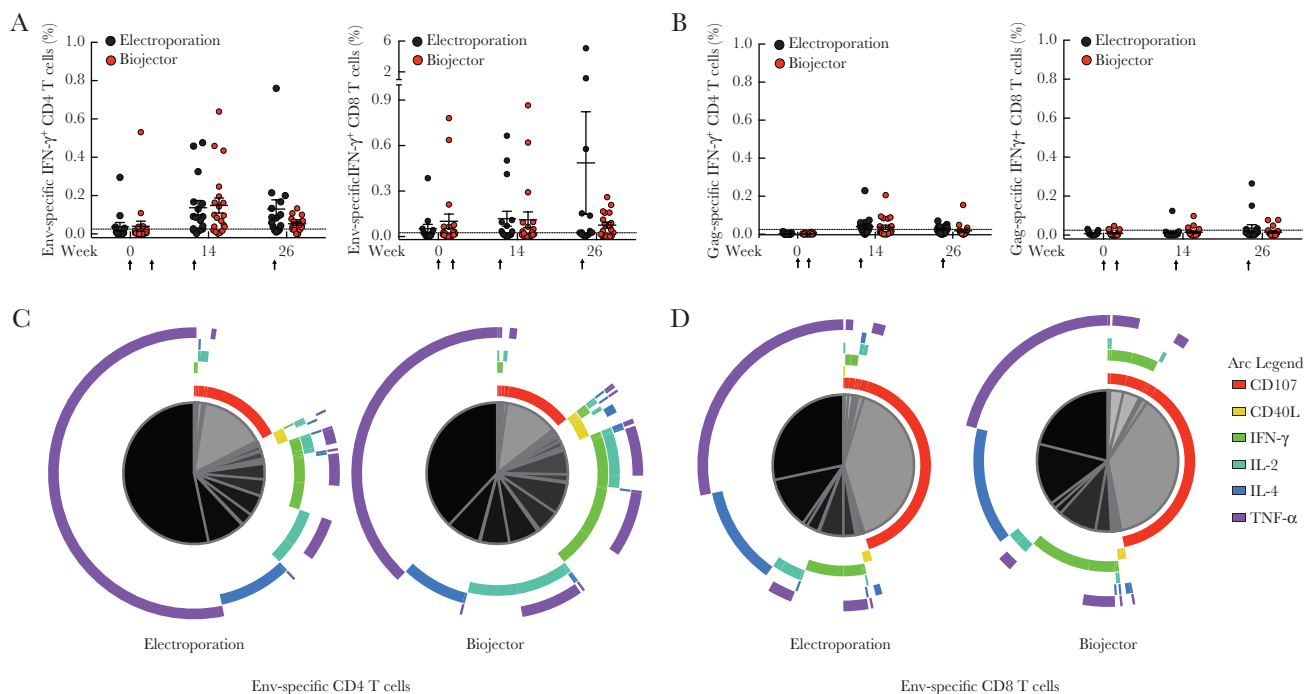 A
Env-specific IFN-γ+ CD4 T cells (%)
1.0
0.8
0.6
0.4
0.2
0.0
Electroporation
Biojector
Week
0
14
26
Env-specificIFN-γ+ CD8 T cells (%)
6
4
2
0.9
0.6
0.3
0.0
Electroporation
Biojector
Week
0
14
26
B
Gag-specific IFN-γ+ CD4 T cells (%)
1.0
0.8
0.6
0.4
0.2
0.0
Electroporation
Biojector
Week
0
14
26
Gag-specific IFNγ+ CD8 T cells (%)
1.0
0.8
0.6
0.4
0.2
0.0
Electroporation
Biojector
Week
0
14
26
C
Electroporation
Biojector
Env-specific CD4 T cells
D
Electroporation
Biojector
Env-specific CD8 T cells
Arc Legend
CD107
CD40L
IFN-γ
IL-2
IL-4
TNF-α